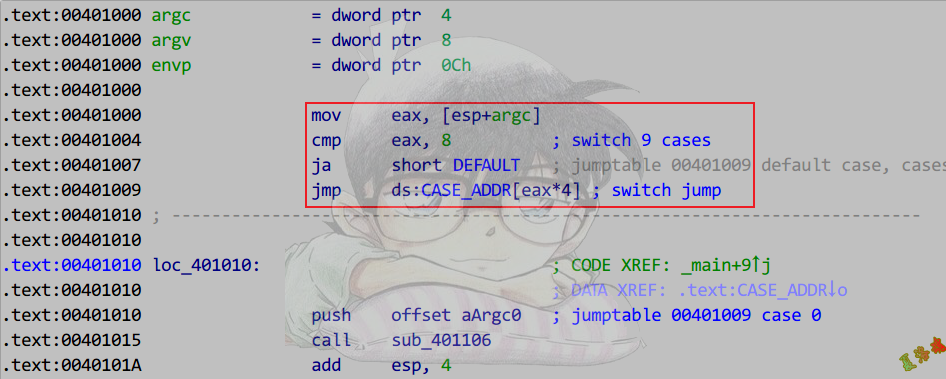 .text:00401000 argc = dword ptr 4
.text:00401000 argv = dword ptr 8
.text:00401000 envp = dword ptr 0Ch
.text:00401000
.text:00401000 mov eax, [esp+argc]
.text:00401004 cmp eax, 8 ; switch 9 cases
.text:00401007 ja short DEFAULT ; jumptable 00401009 default case, cases
.text:00401009 jmp ds:CASE_ADDR[eax*4] ; switch jump
.text:00401010 ; ---------------------------------------------------------------------------
.text:00401010
.text:00401010 loc_401010: ; CODE XREF: _main+9↑j
.text:00401010 ; DATA XREF: .text:CASE_ADDR↓o
.text:00401010 push offset aArgc0 ; jumptable 00401009 case 0
.text:00401015 call sub_401106
.text:0040101A add esp, 4